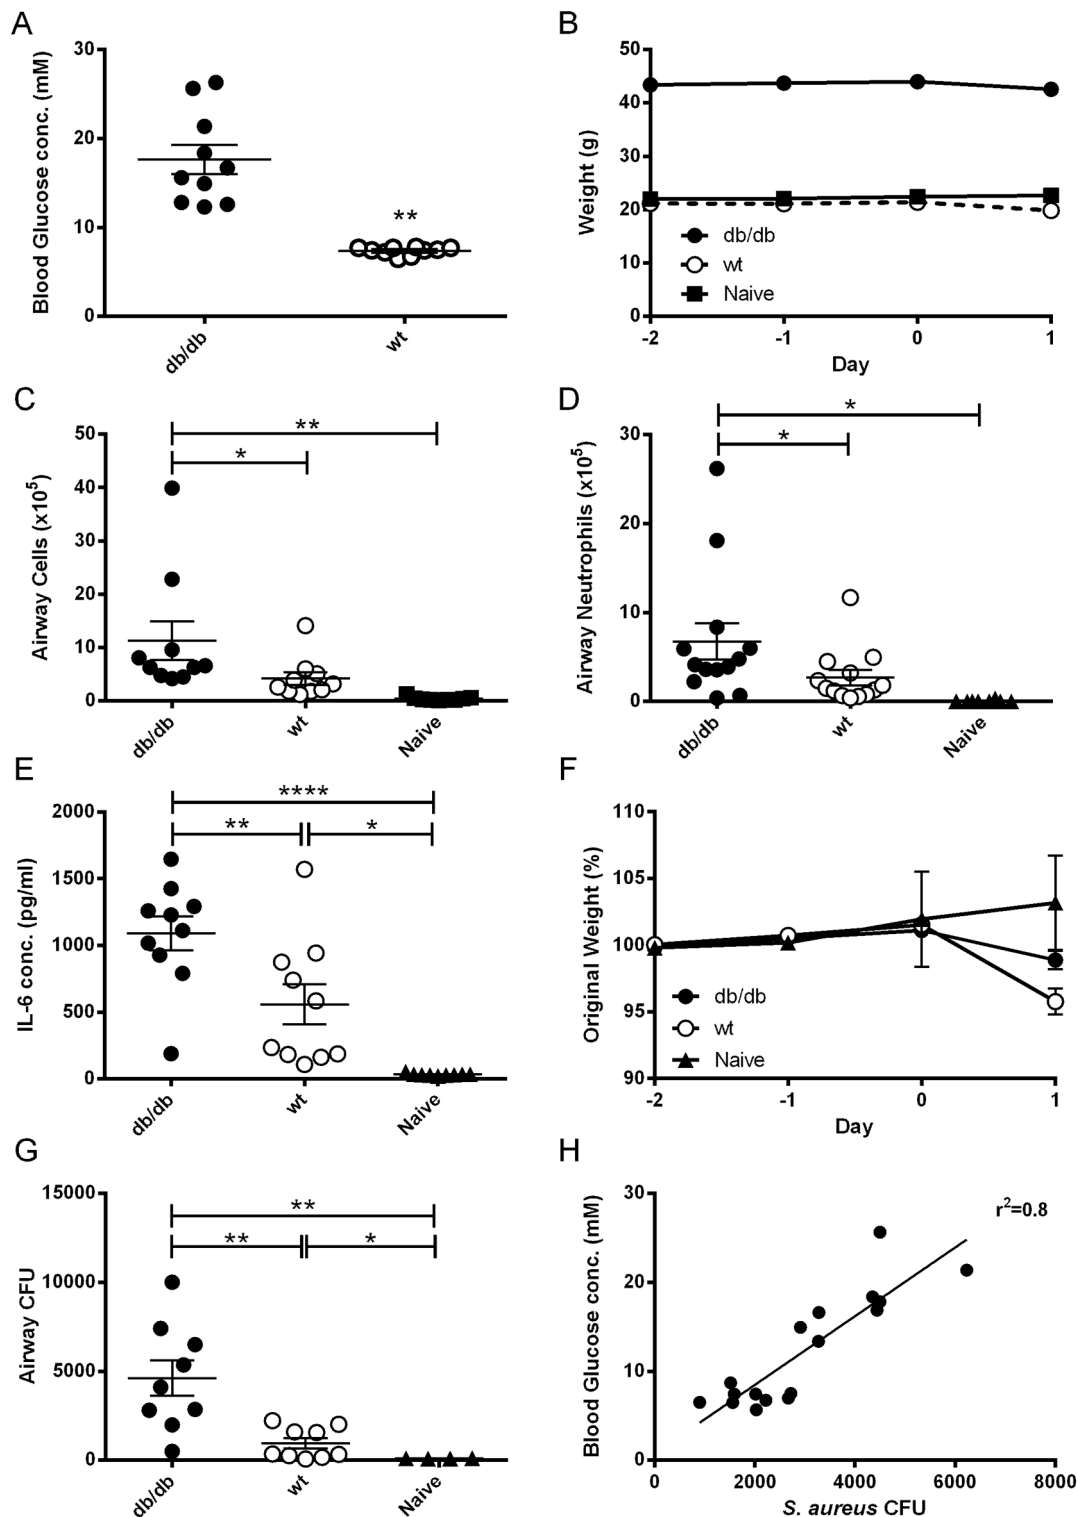 A
Blood Glucose conc. (mM)
30
20
10
0
**
db/db
wt
B
Weight (g)
50
40
30
20
10
0
db/db
wt
Naive
-2
-1
0
1
Day
C
Airway Cells (x10⁵)
50
40
30
20
10
0
**
*
db/db
wt
Naive
D
Airway Neutrophils (x10⁵)
30
20
10
0
*
*
db/db
wt
Naive
E
IL-6 conc. (pg/ml)
2000
1500
1000
500
0
****
**
*
db/db
wt
Naive
F
Original Weight (%)
110
105
100
95
90
db/db
wt
Naive
-2
-1
0
1
Day
G
Airway CFU
15000
10000
5000
0
**
**
*
db/db
wt
Naive
H
Blood Glucose conc. (mM)
30
20
10
0
r²=0.8
0
2000
4000
6000
8000
S. aureus CFU